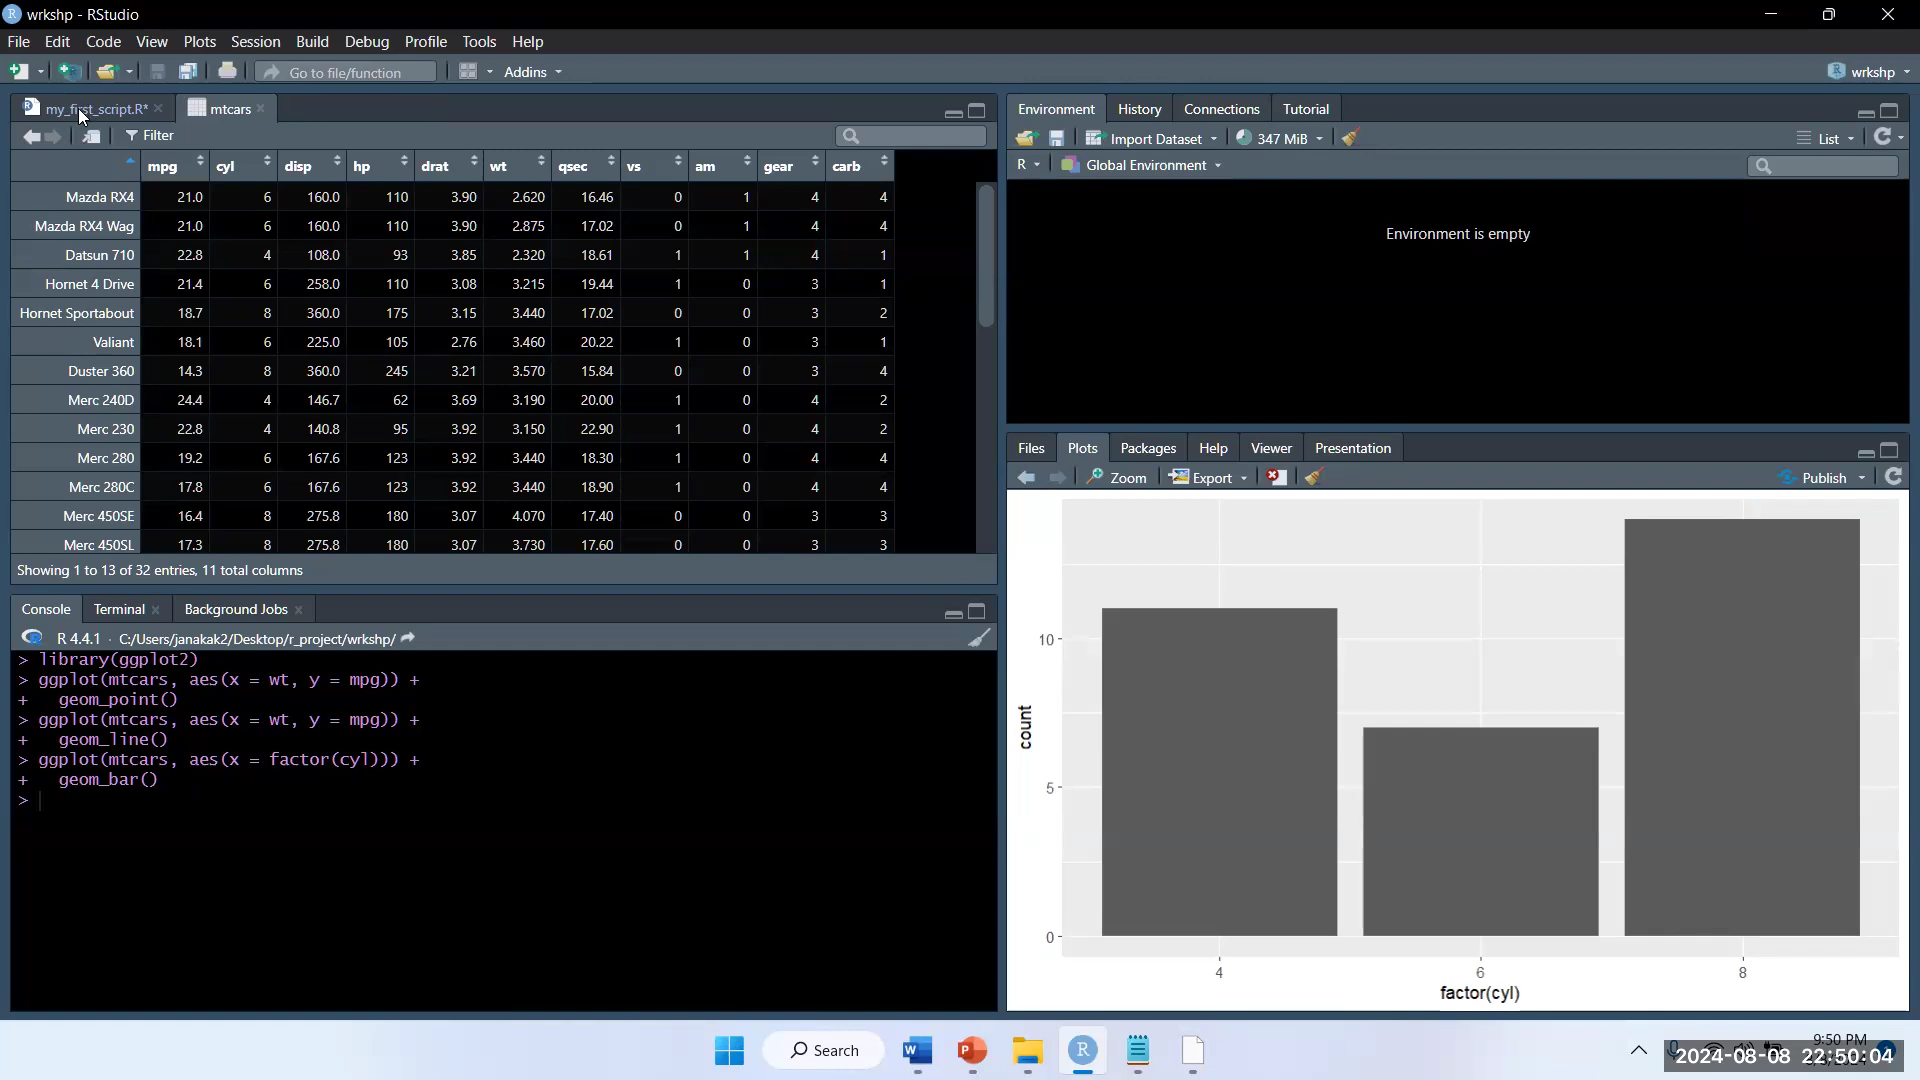 wrkshp - RStudio
File Edit Code View Plots Session Build Debug Profile Tools Help
Go to file/function Addins wrkshp
my_first_script.R* mtcars
Filter
mpg cyl disp hp drat wt qsec vs am gear carb
Mazda RX4 21.0 6 160.0 110 3.90 2.620 16.46 0 1 4 4
Mazda RX4 Wag 21.0 6 160.0 110 3.90 2.875 17.02 0 1 4 4
Datsun 710 22.8 4 108.0 93 3.85 2.320 18.61 1 1 4 1
Hornet 4 Drive 21.4 6 258.0 110 3.08 3.215 19.44 1 0 3 1
Hornet Sportabout 18.7 8 360.0 175 3.15 3.440 17.02 0 0 3 2
Valiant 18.1 6 225.0 105 2.76 3.460 20.22 1 0 3 1
Duster 360 14.3 8 360.0 245 3.21 3.570 15.84 0 0 3 4
Merc 240D 24.4 4 146.7 62 3.69 3.190 20.00 1 0 4 2
Merc 230 22.8 4 140.8 95 3.92 3.150 22.90 1 0 4 2
Merc 280 19.2 6 167.6 123 3.92 3.440 18.30 1 0 4 4
Merc 280C 17.8 6 167.6 123 3.92 3.440 18.90 1 0 4 4
Merc 450SE 16.4 8 275.8 180 3.07 4.070 17.40 0 0 3 3
Merc 450SL 17.3 8 275.8 180 3.07 3.730 17.60 0 0 3 3
Showing 1 to 13 of 32 entries, 11 total columns
Console Terminal Background Jobs
R 4.4.1 · C:/Users/janakak2/Desktop/r_project/wrkshp/
> library(ggplot2)
> ggplot(mtcars, aes(x = wt, y = mpg)) +
+   geom_point()
> ggplot(mtcars, aes(x = wt, y = mpg)) +
+   geom_line()
> ggplot(mtcars, aes(x = factor(cyl))) +
+   geom_bar()
>
Environment History Connections Tutorial
Import Dataset 347 MiB List
R Global Environment
Environment is empty
Files Plots Packages Help Viewer Presentation
Zoom Export Publish
count
10
5
0
4 6 8
factor(cyl)
Search
9:50 PM
2024-08-08 22:50:04